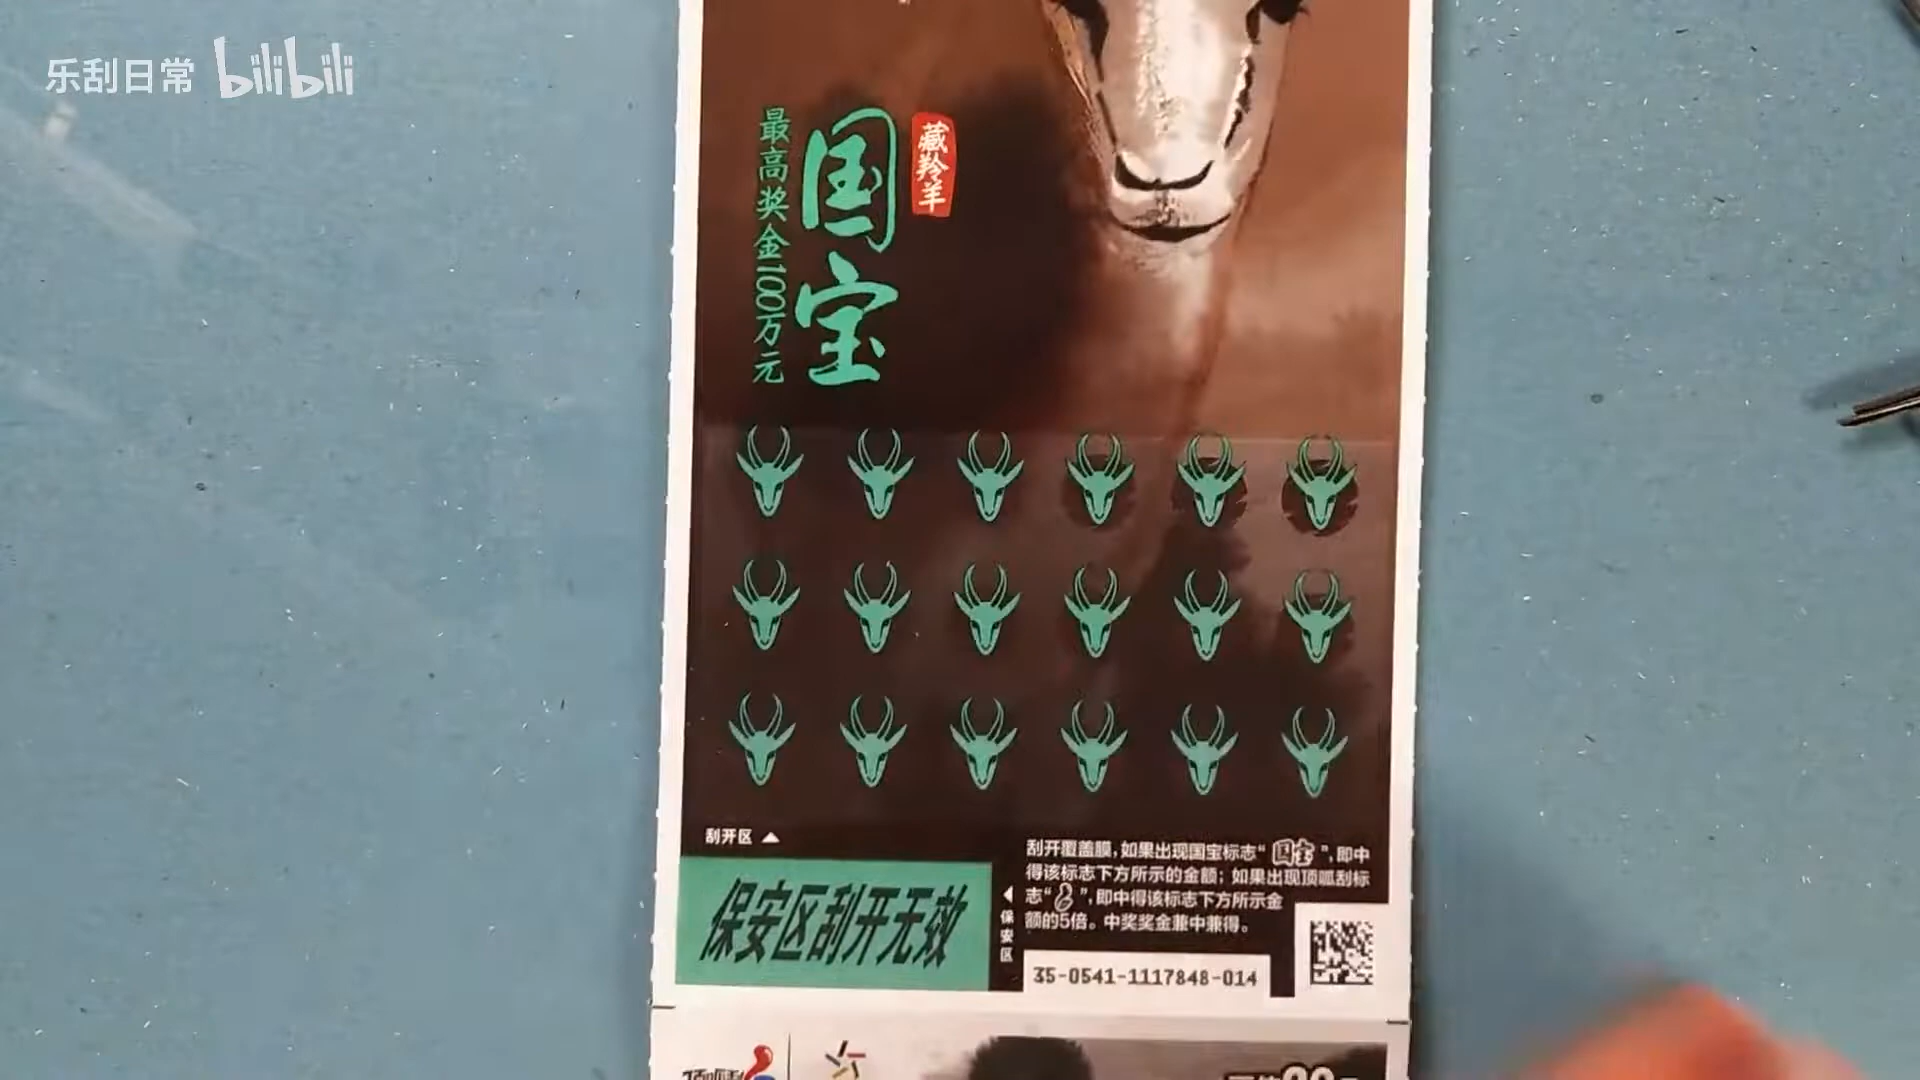 乐刮日常 bilibili
最高奖金100万元
国宝
藏羚羊
刮开区
保安区刮开无效
保安区
刮开覆盖膜,如果出现国宝标志“国宝”,即中
得该标志下方所示的金额;如果出现顶呱刮标
志“ ”,即中得该标志下方所示金
额的5倍。中奖奖金兼中兼得。
35-0541-1117848-014
顶呱刮